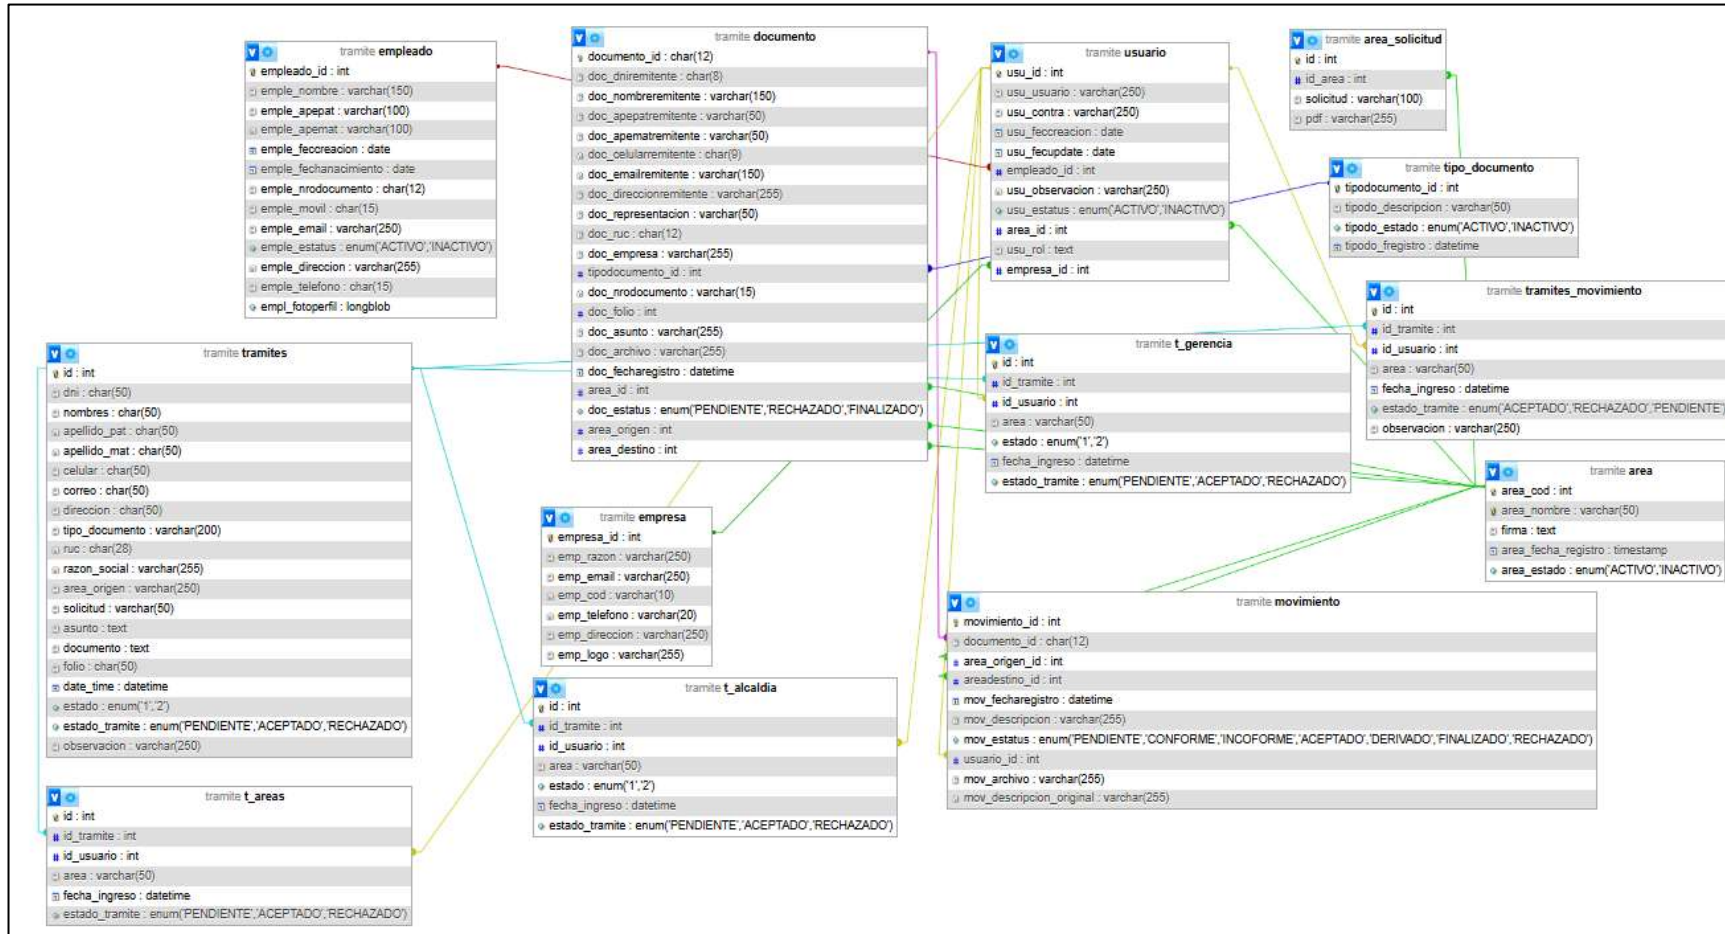 tramite empleado
empleado_id : int
emple_nombre : varchar(150)
emple_apepat : varchar(100)
emple_apemat : varchar(100)
emple_feccreacion : date
emple_fechanacimiento : date
emple_nrodocumento : char(12)
emple_movil : char(15)
emple_email : varchar(250)
emple_estatus : enum('ACTIVO','INACTIVO')
emple_direccion : varchar(255)
emple_telefono : char(15)
empl_fotoperfil : longblob
tramite documento
documento_id : char(12)
doc_dniremitente : char(8)
doc_nombreremitente : varchar(150)
doc_apepatremitente : varchar(50)
doc_apematremitente : varchar(50)
doc_celularremitente : char(9)
doc_emailremitente : varchar(150)
doc_direccionremitente : varchar(255)
doc_representacion : varchar(50)
doc_ruc : char(12)
doc_empresa : varchar(255)
tipodocumento_id : int
doc_nrodocumento : varchar(15)
doc_folio : int
doc_asunto : varchar(255)
doc_archivo : varchar(255)
doc_fecharegistro : datetime
area_id : int
doc_estatus : enum('PENDIENTE','RECHAZADO','FINALIZADO')
area_origen : int
area_destino : int
tramite usuario
usu_id : int
usu_usuario : varchar(250)
usu_contra : varchar(250)
usu_feccreacion : date
usu_fecupdate : date
empleado_id : int
usu_observacion : varchar(250)
usu_estatus : enum('ACTIVO','INACTIVO')
area_id : int
usu_rol : text
empresa_id : int
tramite area_solicitud
id : int
id_area : int
solicitud : varchar(100)
pdf : varchar(255)
tramite tipo_documento
tipodocumento_id : int
tipodo_descripcion : varchar(50)
tipodo_estado : enum('ACTIVO','INACTIVO')
tipodo_fregistro : datetime
tramite tramites_movimiento
id : int
id_tramite : int
id_usuario : int
area : varchar(50)
fecha_ingreso : datetime
estado_tramite : enum('ACEPTADO','RECHAZADO','PENDIENTE')
observacion : varchar(250)
tramite tramites
id : int
dni : char(50)
nombres : char(50)
apellido_pat : char(50)
apellido_mat : char(50)
celular : char(50)
correo : char(50)
direccion : char(50)
tipo_documento : varchar(200)
ruc : char(28)
razon_social : varchar(255)
area_origen : varchar(250)
solicitud : varchar(50)
asunto : text
documento : text
folio : char(50)
date_time : datetime
estado : enum('1','2')
estado_tramite : enum('PENDIENTE','ACEPTADO','RECHAZADO')
observacion : varchar(250)
tramite t_gerencia
id : int
id_tramite : int
id_usuario : int
area : varchar(50)
estado : enum('1','2')
fecha_ingreso : datetime
estado_tramite : enum('PENDIENTE','ACEPTADO','RECHAZADO')
tramite area
area_cod : int
area_nombre : varchar(50)
firma : text
area_fecha_registro : timestamp
area_estado : enum('ACTIVO','INACTIVO')
tramite empresa
empresa_id : int
emp_razon : varchar(250)
emp_email : varchar(250)
emp_cod : varchar(10)
emp_telefono : varchar(20)
emp_direccion : varchar(250)
emp_logo : varchar(255)
tramite movimiento
movimiento_id : int
documento_id : char(12)
area_origen_id : int
areadestino_id : int
mov_fecharegistro : datetime
mov_descripcion : varchar(255)
mov_estatus : enum('PENDIENTE','CONFORME','INCOFORME','ACEPTADO','DERIVADO','FINALIZADO','RECHAZADO')
usuario_id : int
mov_archivo : varchar(255)
mov_descripcion_original : varchar(255)
tramite t_alcaldia
id : int
id_tramite : int
id_usuario : int
area : varchar(50)
estado : enum('1','2')
fecha_ingreso : datetime
estado_tramite : enum('PENDIENTE','ACEPTADO','RECHAZADO')
tramite t_areas
id : int
id_tramite : int
id_usuario : int
area : varchar(50)
fecha_ingreso : datetime
estado_tramite : enum('PENDIENTE','ACEPTADO','RECHAZADO')